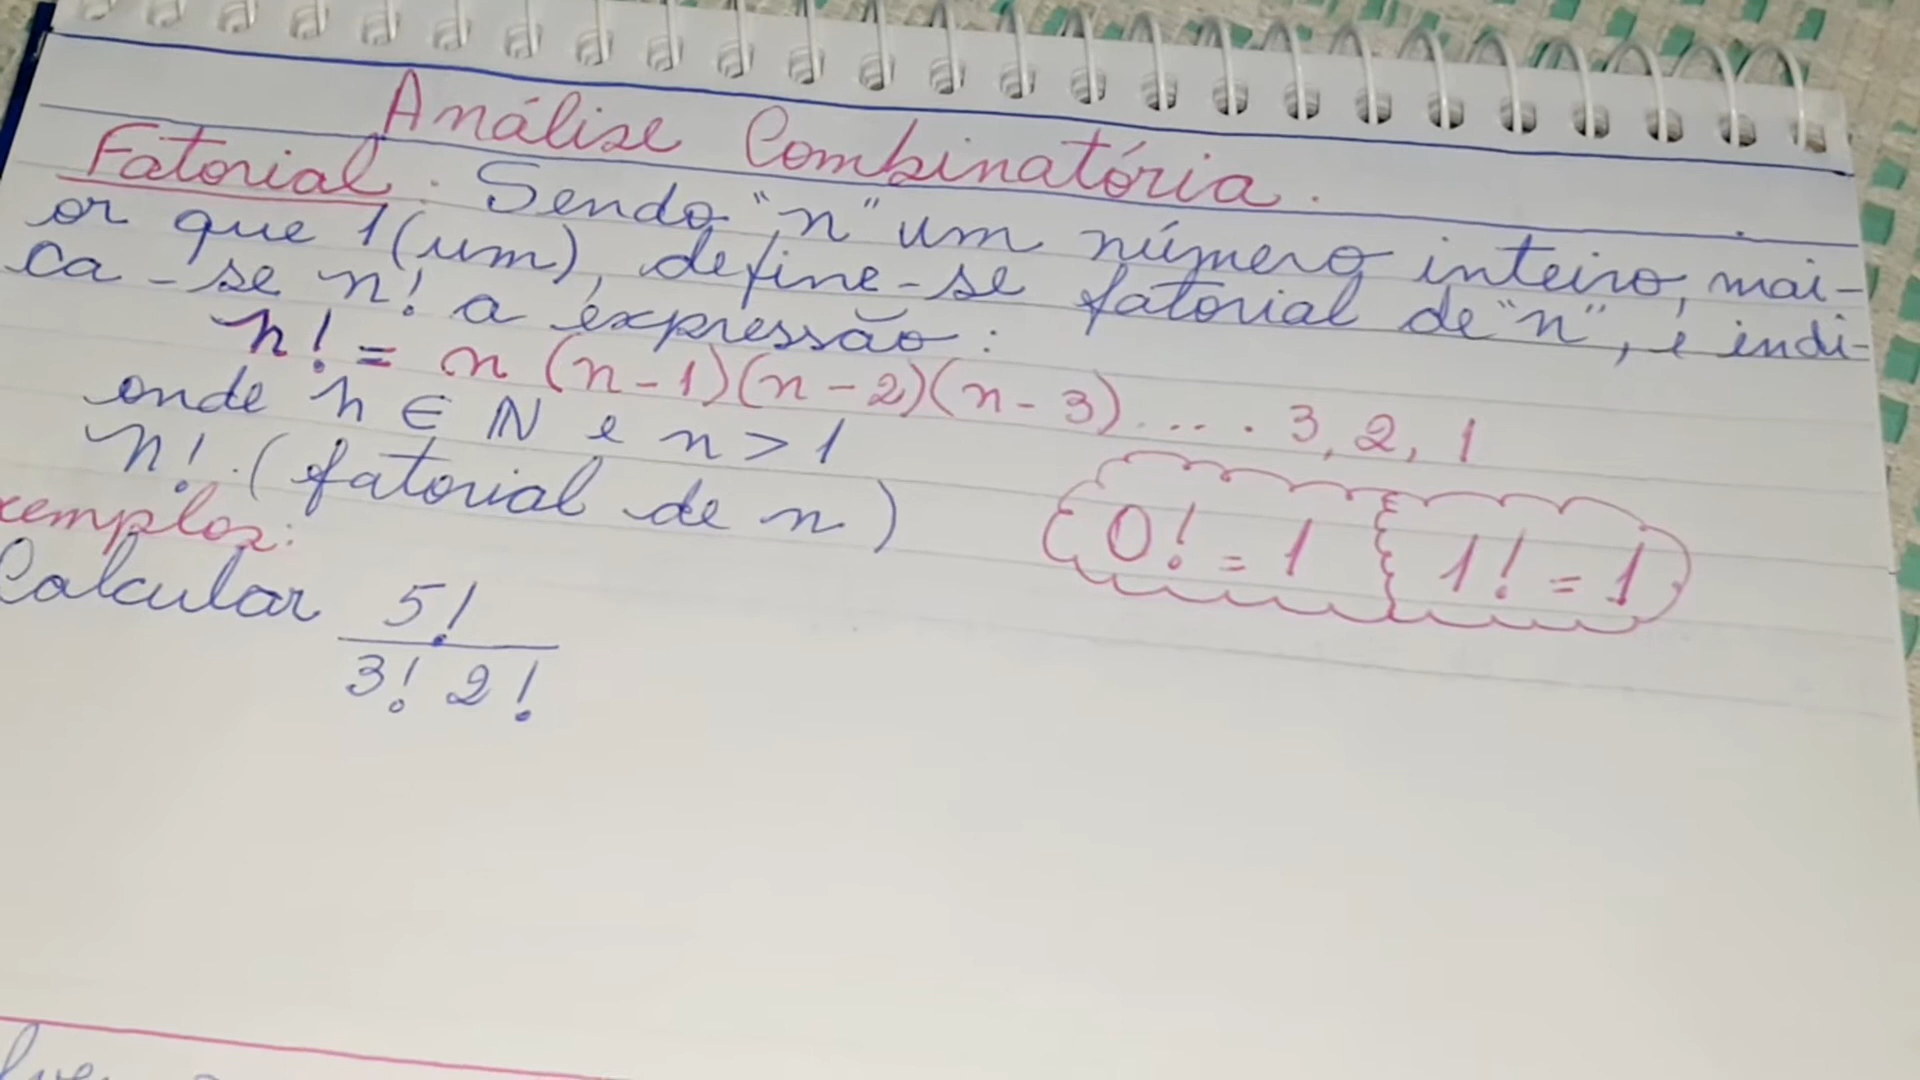 Análise Combinatória.
Fatorial. Sendo "n" um número inteiro, mai-
or que 1 (um), define-se fatorial de "n", e indi-
ca-se n! a expressão:
n! = n (n-1)(n-2)(n-3)..... 3, 2, 1
onde n ∈ ℕ e n > 1
n! (fatorial de n)
0! = 1 1! = 1
xemplos:
Calcular 5!
3! 2!